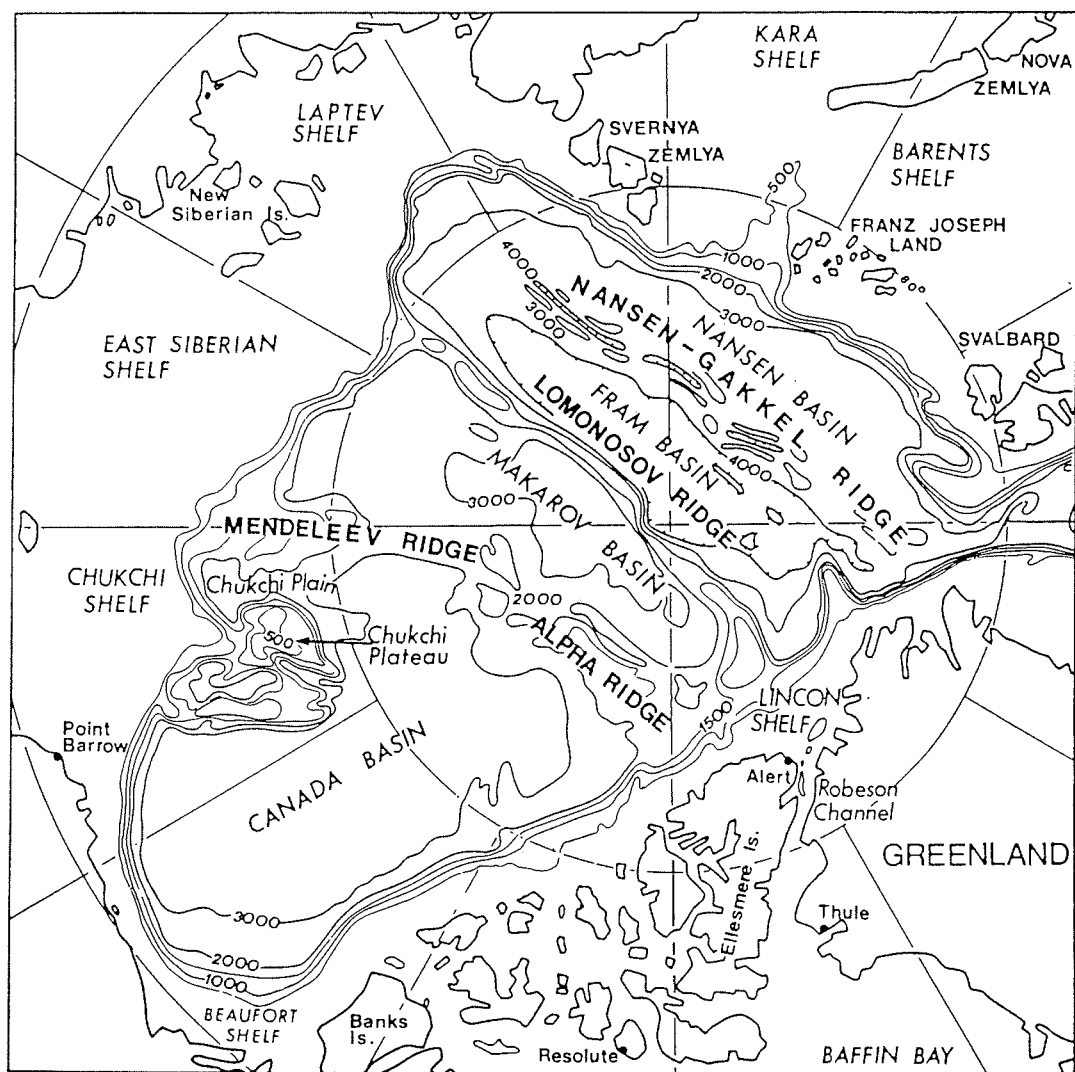 KARA
SHELF
NOVA
ZEMLYA
LAPTEV
SHELF
SVERNYA
ZEMLYA
BARENTS
SHELF
500
New
Siberian Is.
FRANZ JOSEPH
LAND
1000
2000
3000
4000
3000
NANSEN-GAKKEL RIDGE
NANSEN BASIN
SVALBARD
EAST SIBERIAN
SHELF
FRAM BASIN
LOMONOSOV RIDGE
4000
MAKAROV BASIN
3000
MENDELEEV RIDGE
CHUKCHI
SHELF
Chukchi Plain
500
Chukchi
Plateau
2000
ALPHA RIDGE
1500
LINCON
SHELF
Point
Barrow
CANADA BASIN
Alert
Robeson
Channel
GREENLAND
Ellesmere Is.
Thule
3000
2000
1000
BEAUFORT
SHELF
Banks
Is.
Resolute
BAFFIN BAY